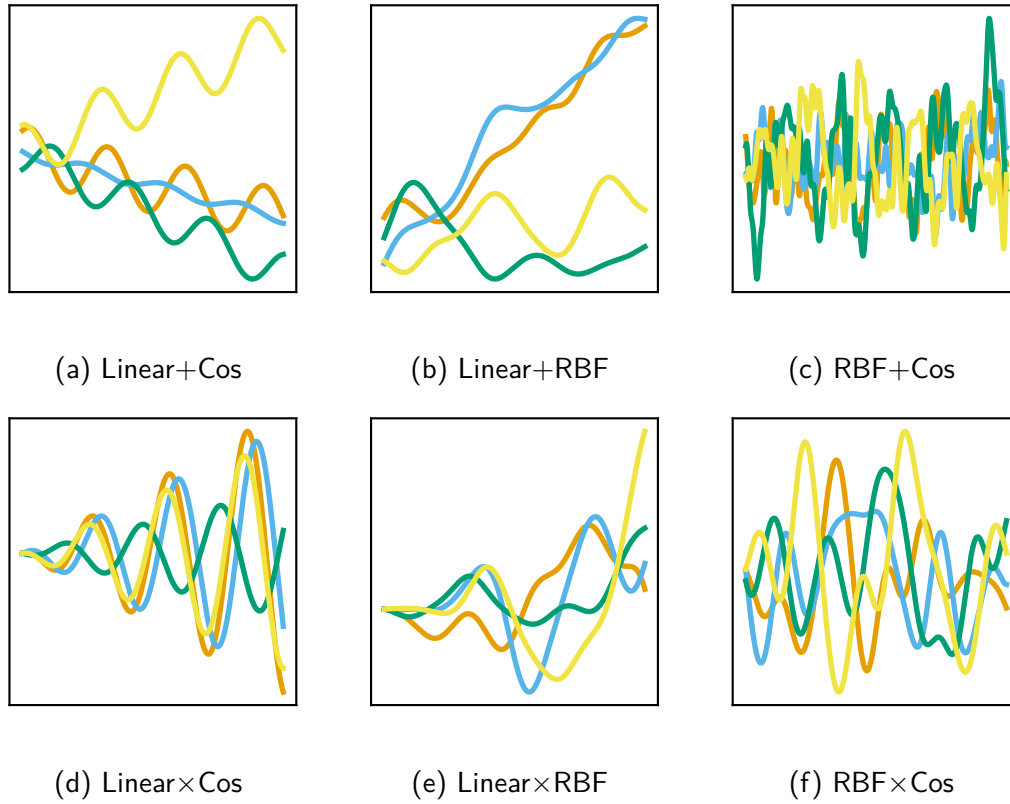 (a) Linear+Cos
(b) Linear+RBF
(c) RBF+Cos
(d) Linear×Cos
(e) Linear×RBF
(f) RBF×Cos